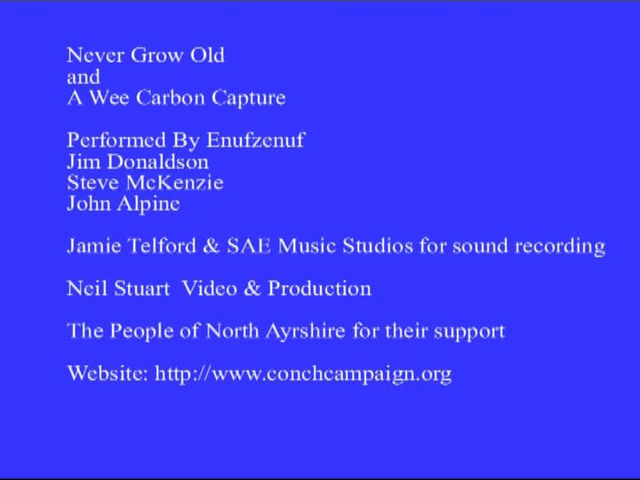 Never Grow Old
and
A Wee Carbon Capture
Performed By Enufzenuf
Jim Donaldson
Steve McKenzie
John Alpine
Jamie Telford & SAE Music Studios for sound recording
Neil Stuart  Video & Production
The People of North Ayrshire for their support
Website: http://www.conchcampaign.org